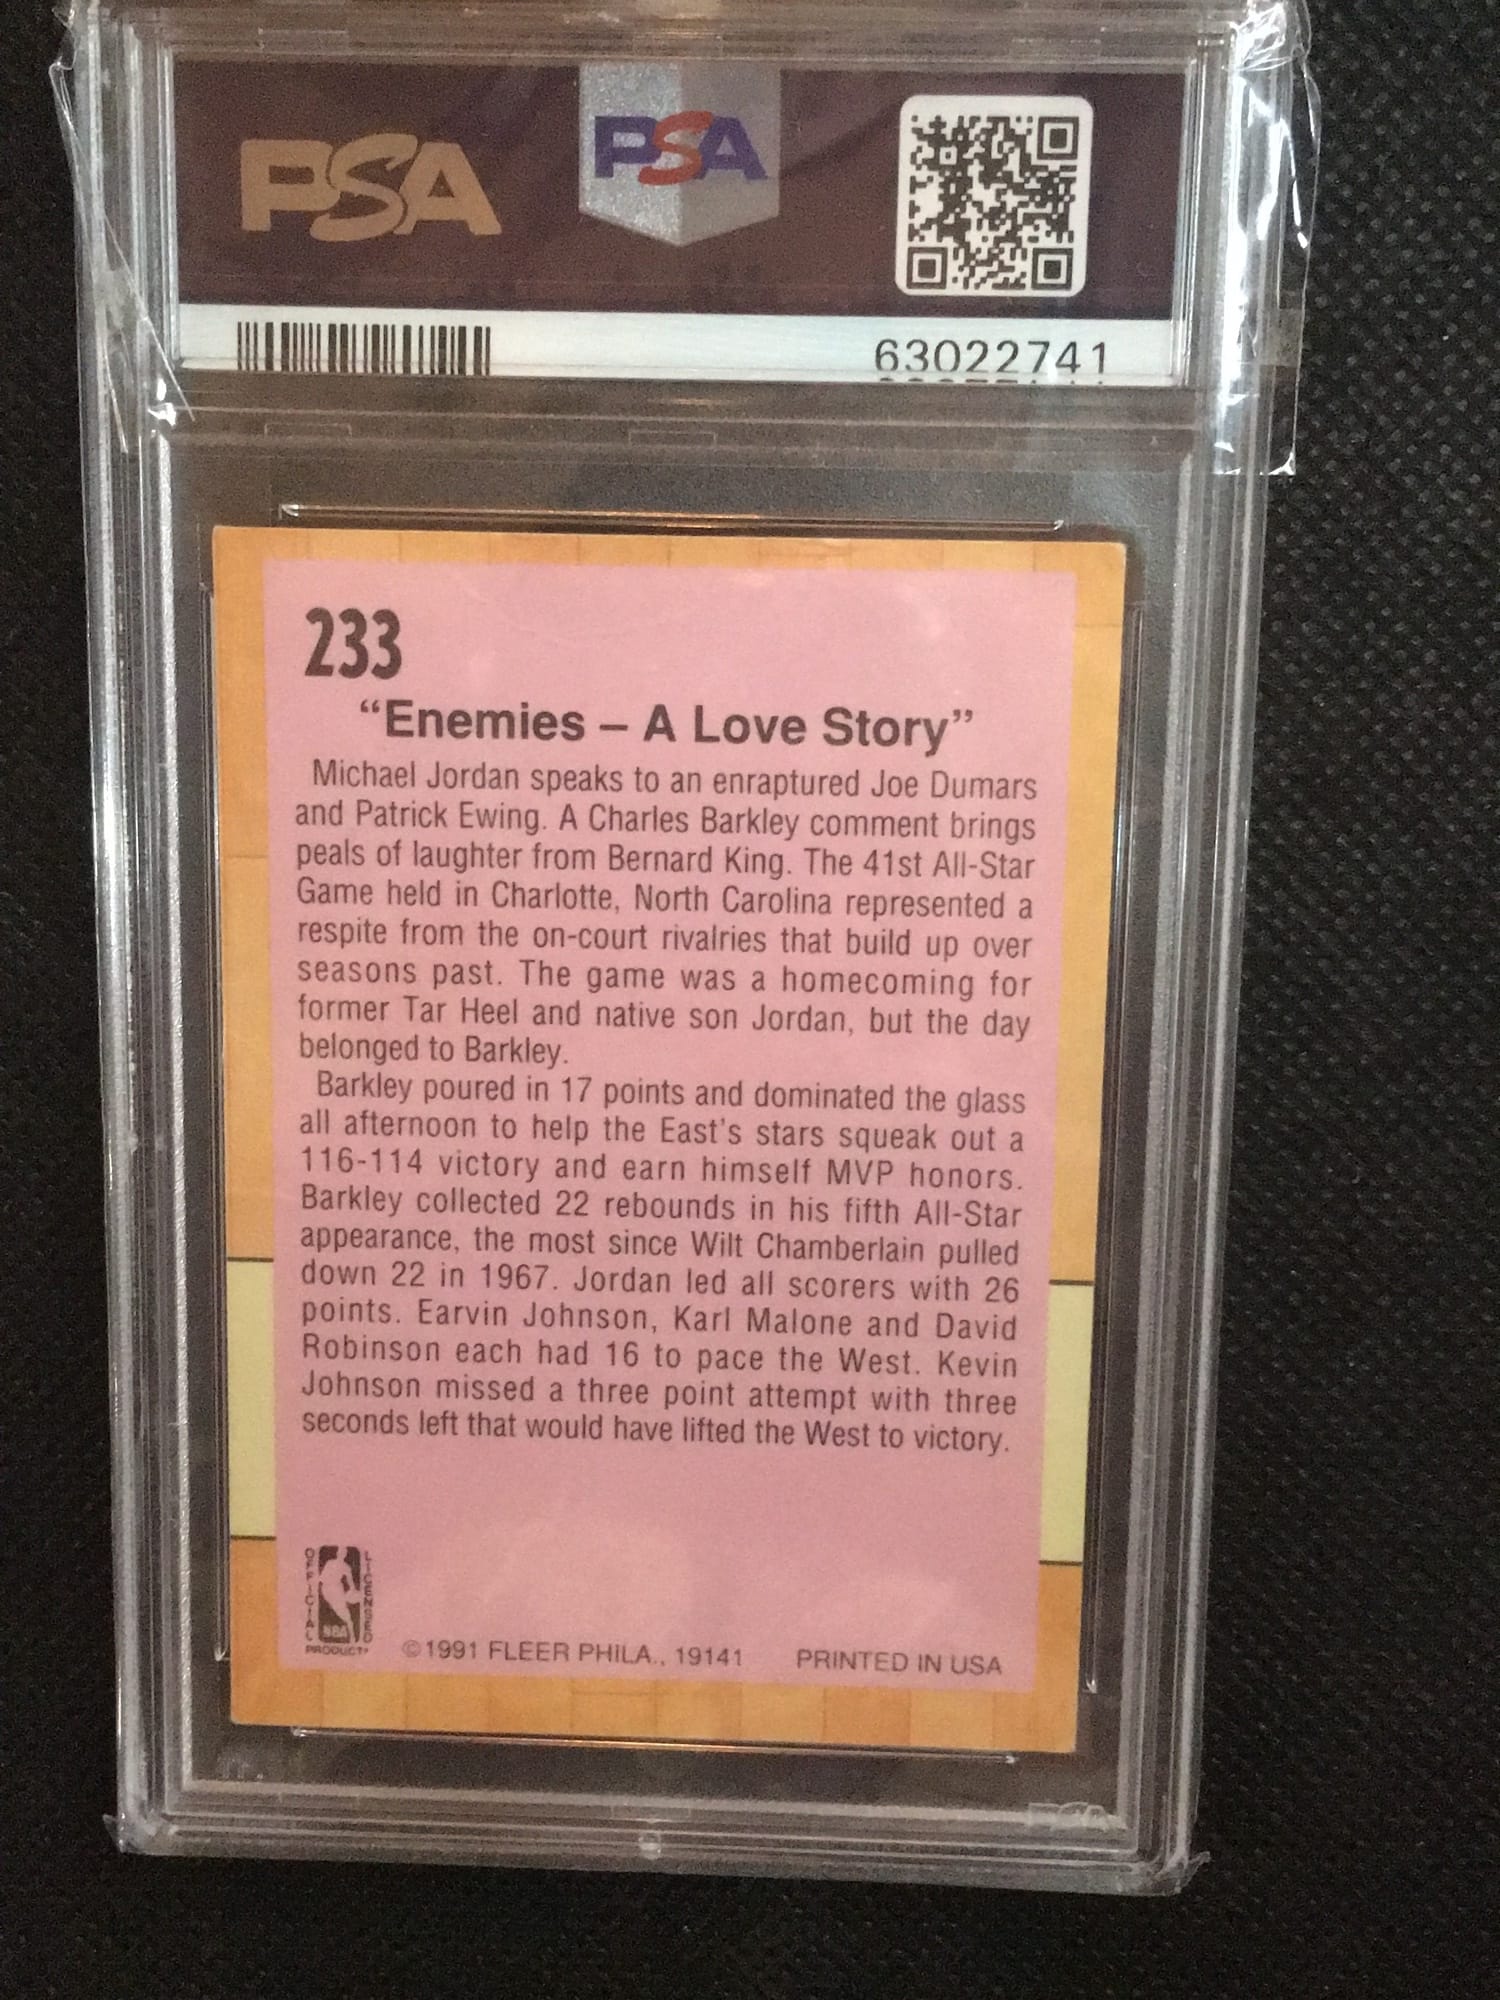 PSA
PSA
63022741
233
“Enemies – A Love Story”
Michael Jordan speaks to an enraptured Joe Dumars
and Patrick Ewing. A Charles Barkley comment brings
peals of laughter from Bernard King. The 41st All-Star
Game held in Charlotte, North Carolina represented a
respite from the on-court rivalries that build up over
seasons past. The game was a homecoming for
former Tar Heel and native son Jordan, but the day
belonged to Barkley.
Barkley poured in 17 points and dominated the glass
all afternoon to help the East's stars squeak out a
116-114 victory and earn himself MVP honors.
Barkley collected 22 rebounds in his fifth All-Star
appearance, the most since Wilt Chamberlain pulled
down 22 in 1967. Jordan led all scorers with 26
points. Earvin Johnson, Karl Malone and David
Robinson each had 16 to pace the West. Kevin
Johnson missed a three point attempt with three
seconds left that would have lifted the West to victory.
OFFICIAL
LICENSED
NBA
PRODUCT
©1991 FLEER PHILA., 19141
PRINTED IN USA
PSA